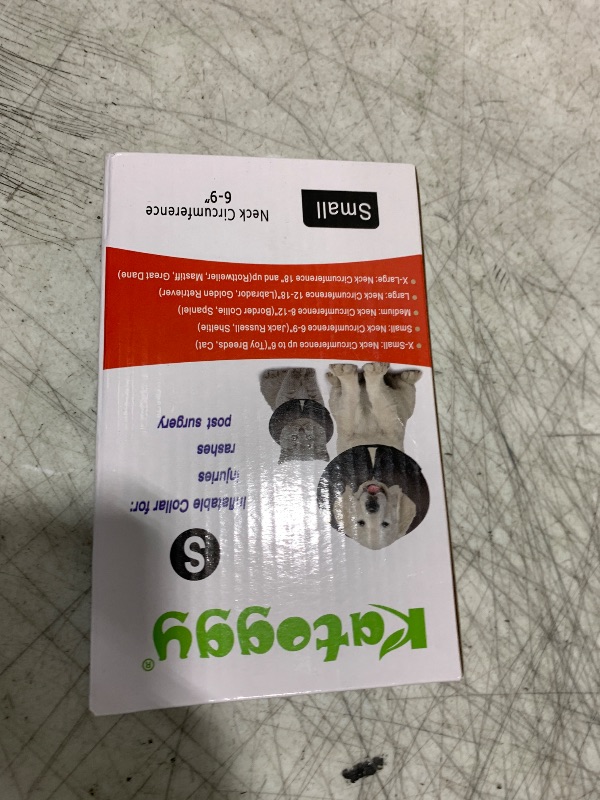 Katoggy®
S
Inflatable Collar for:
injuries
rashes
post surgery
• X-Small: Neck Circumference up to 6"(Toy Breeds, Cat)
• Small: Neck Circumference 6-9"(Jack Russell, Sheltie)
• Medium: Neck Circumference 8-12"(Border Collie, Spaniel)
• Large: Neck Circumference 12-18"(Labrador, Golden Retriever)
• X-Large: Neck Circumference 18" and up(Rottweiler, Mastiff, Great Dane)
Small
Neck Circumference
6-9"